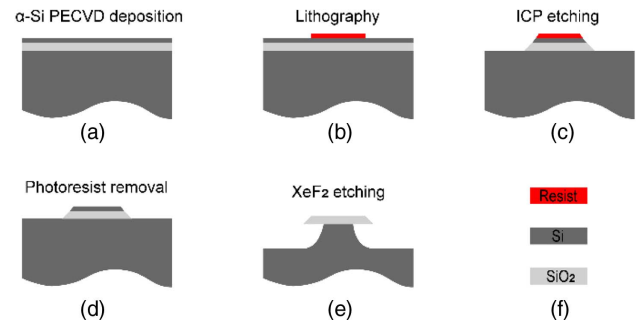 α-Si PECVD deposition
Lithography
ICP etching
(a)
(b)
(c)
Photoresist removal
XeF2 etching
Resist
Si
SiO2
(d)
(e)
(f)